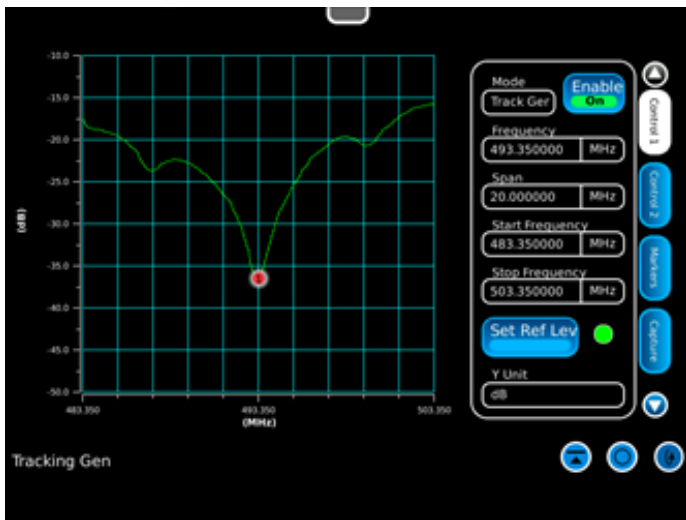 -10.0
-15.0
-20.0
-25.0
-30.0
-35.0
-40.0
-45.0
-50.0
(dB)
483.350
493.350
503.350
(MHz)
Mode
Track Ger
Enable
On
Frequency
493.350000 MHz
Span
20.000000 MHz
Start Frequency
483.350000 MHz
Stop Frequency
503.350000 MHz
Set Ref Lev
Y Unit
dB
Control 1
Control 2
Markers
Capture
Tracking Gen